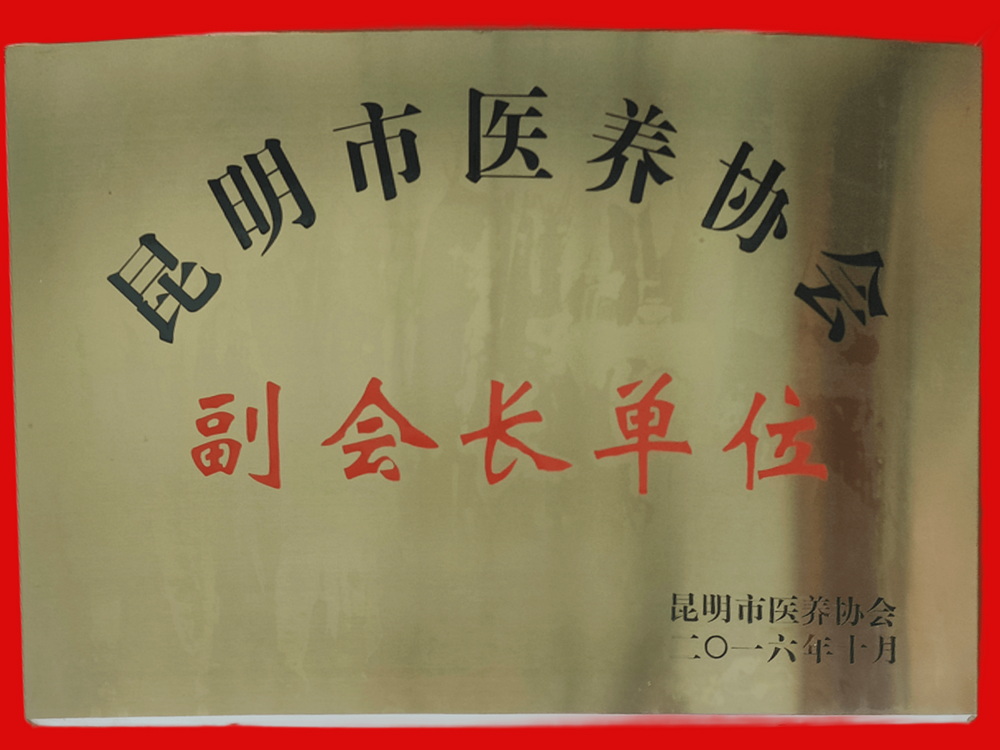 昆明市医养协会
副会长单位
昆明市医养协会
二〇一六年十月